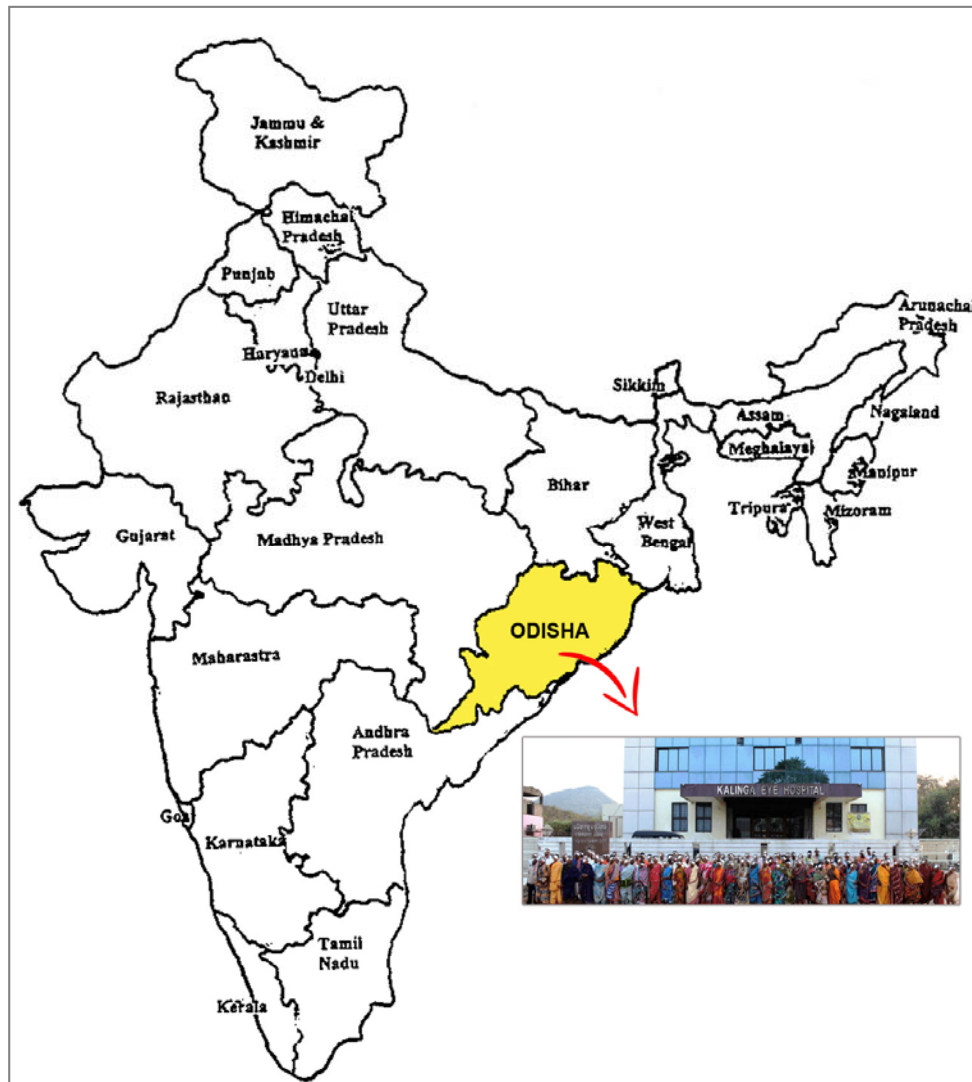 Jammu &
Kashmir
Himachal
Pradesh
Punjab
Uttar
Pradesh
Haryana
Delhi
Rajasthan
Arunachal
Pradesh
Sikkim
Assam
Nagaland
Meghalaya
Manipur
Bihar
Tripura
Mizoram
West
Bengal
Gujarat
Madhya Pradesh
ODISHA
Maharastra
Andhra
Pradesh
KALINGA EYE HOSPITAL
Goa
Karnataka
Tamil
Nadu
Kerala